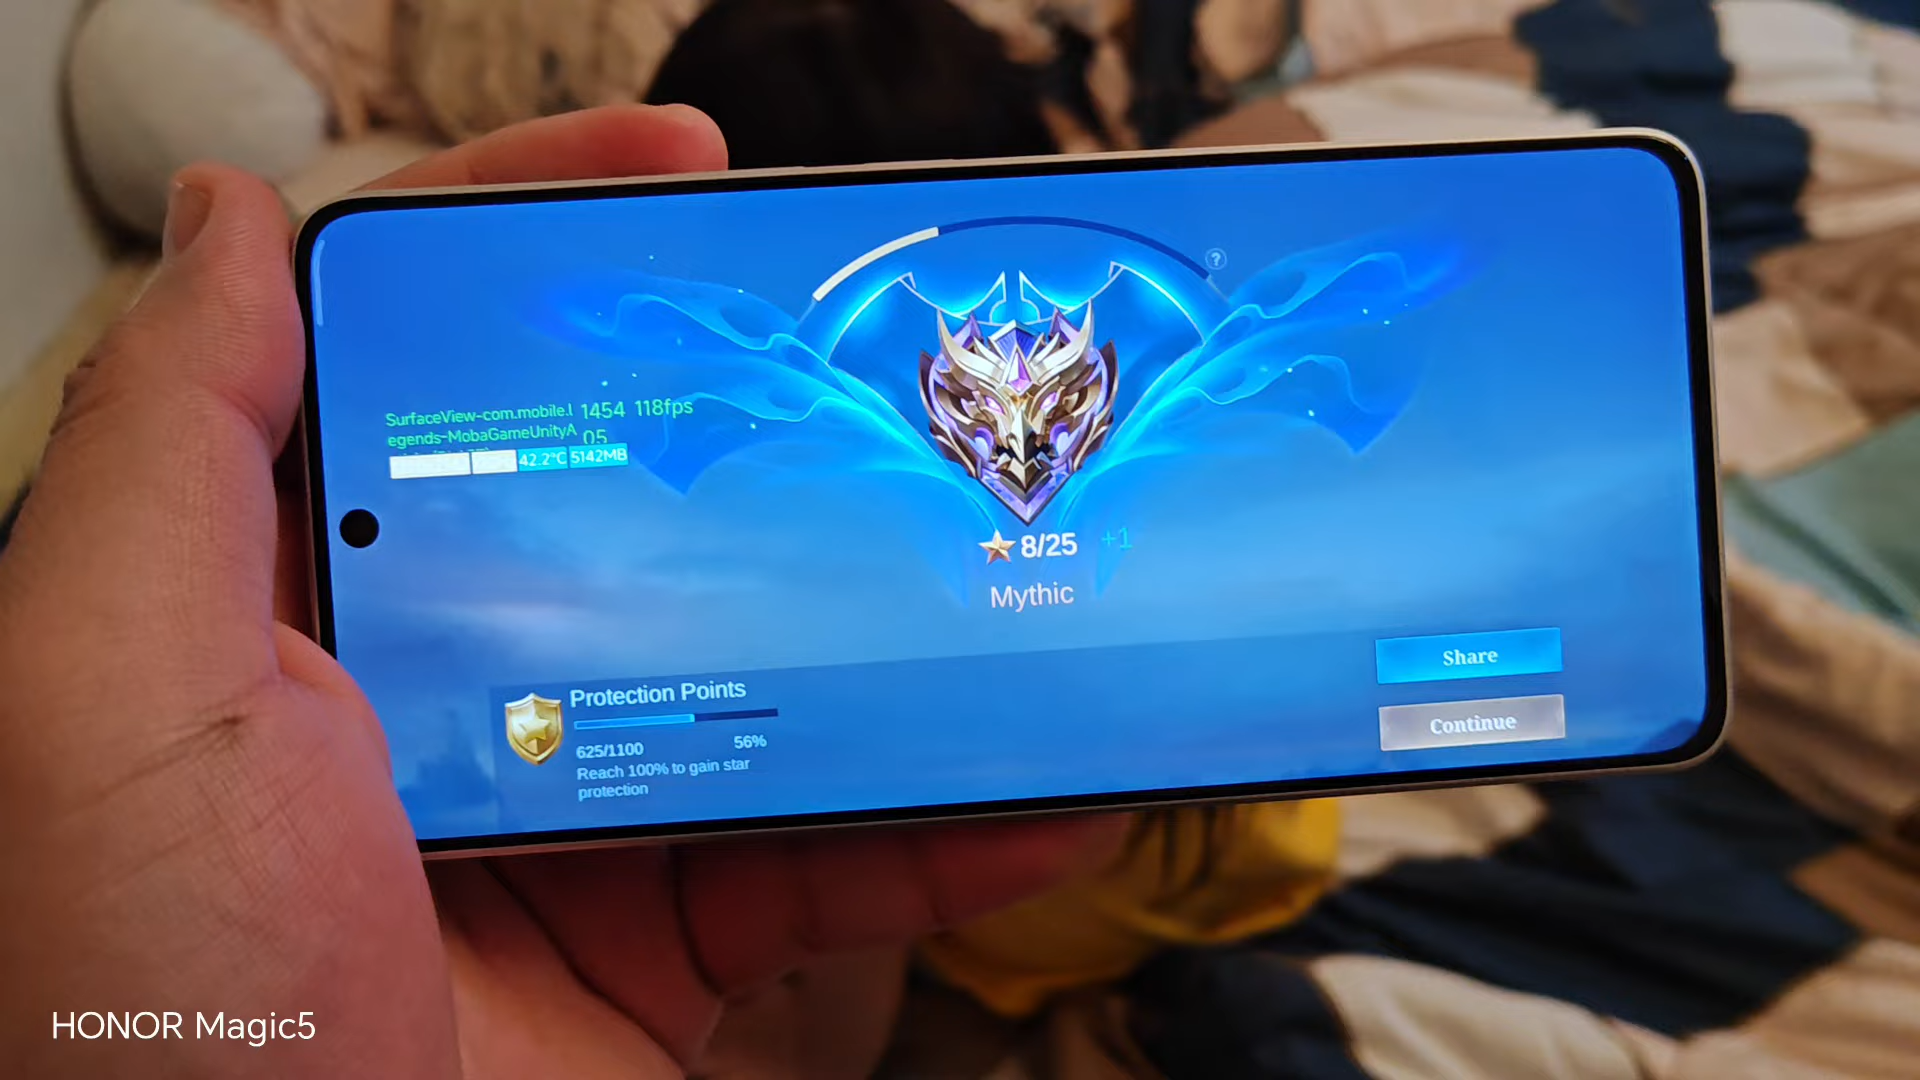 ?
SurfaceView-com.mobile.l 1454 118fps
egends-MobaGameUnityA 05
42.2°C 5142MB
8/25 +1
Mythic
Share
Protection Points
Continue
625/1100 56%
Reach 100% to gain star
protection
HONOR Magic5